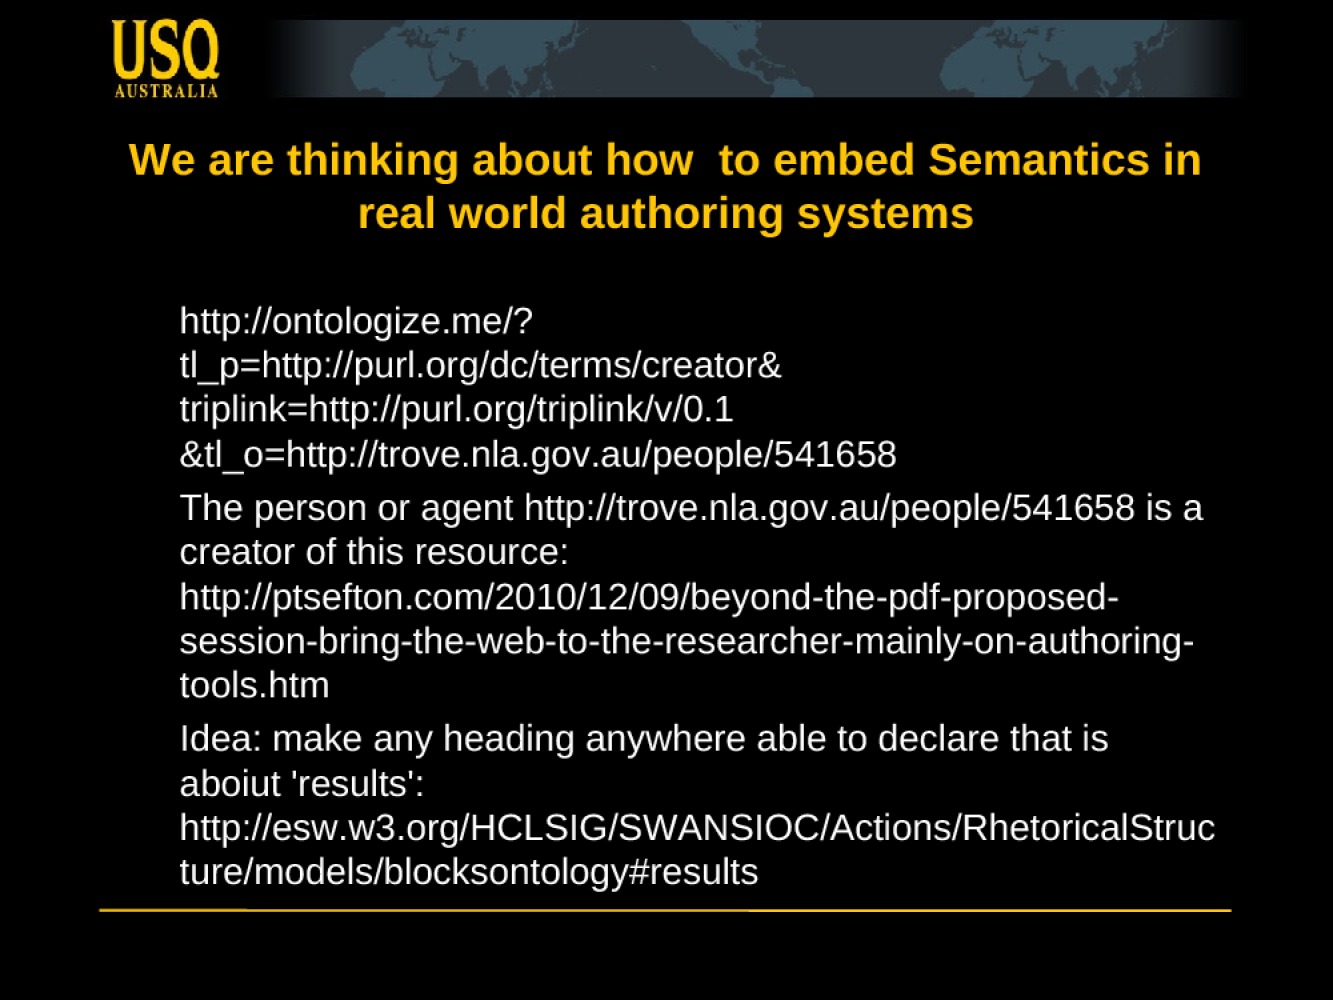 USQ
AUSTRALIA
We are thinking about how  to embed Semantics in
real world authoring systems
http://ontologize.me/?
tl_p=http://purl.org/dc/terms/creator&
triplink=http://purl.org/triplink/v/0.1
&tl_o=http://trove.nla.gov.au/people/541658
The person or agent http://trove.nla.gov.au/people/541658 is a
creator of this resource:
http://ptsefton.com/2010/12/09/beyond-the-pdf-proposed-
session-bring-the-web-to-the-researcher-mainly-on-authoring-
tools.htm
Idea: make any heading anywhere able to declare that is
aboiut 'results':
http://esw.w3.org/HCLSIG/SWANSIOC/Actions/RhetoricalStruc
ture/models/blocksontology#results